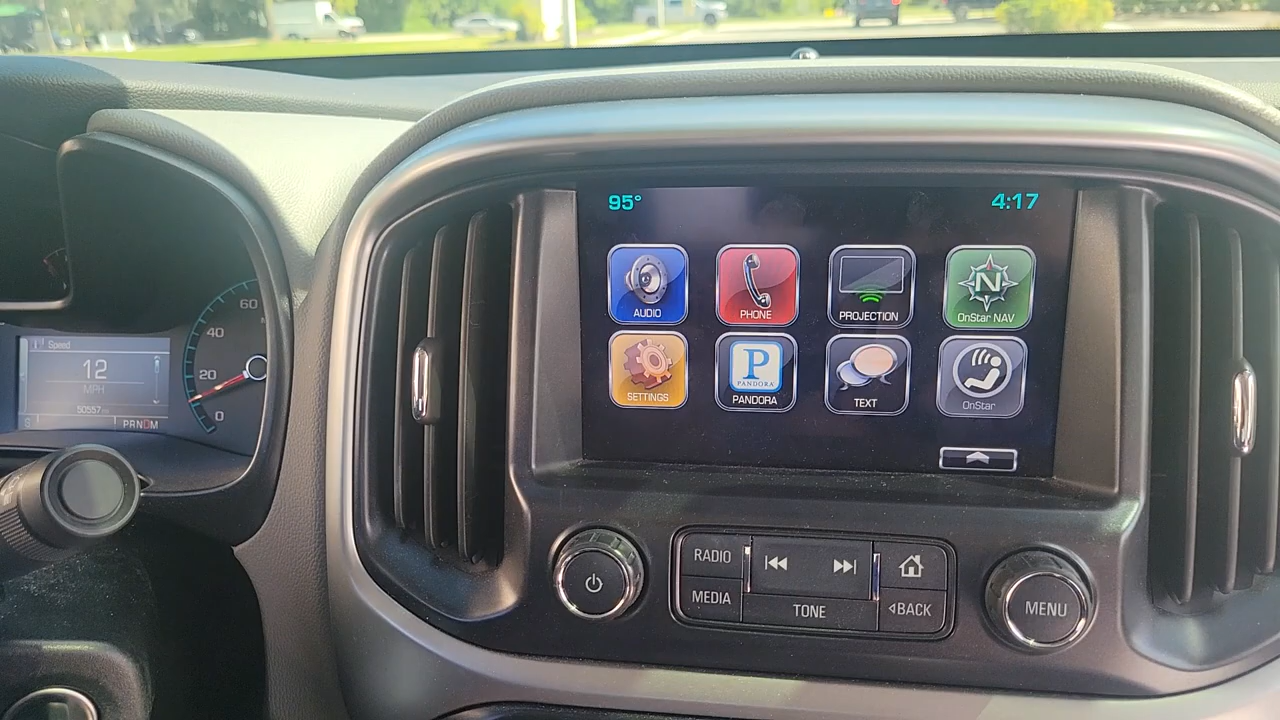 95°
4:17
AUDIO
PHONE
PROJECTION
N
OnStar NAV
SETTINGS
P
PANDORA
PANDORA
TEXT
OnStar
60
40
20
0
Speed
12
MPH
50557
PRNDM
RADIO
MEDIA
TONE
BACK
MENU